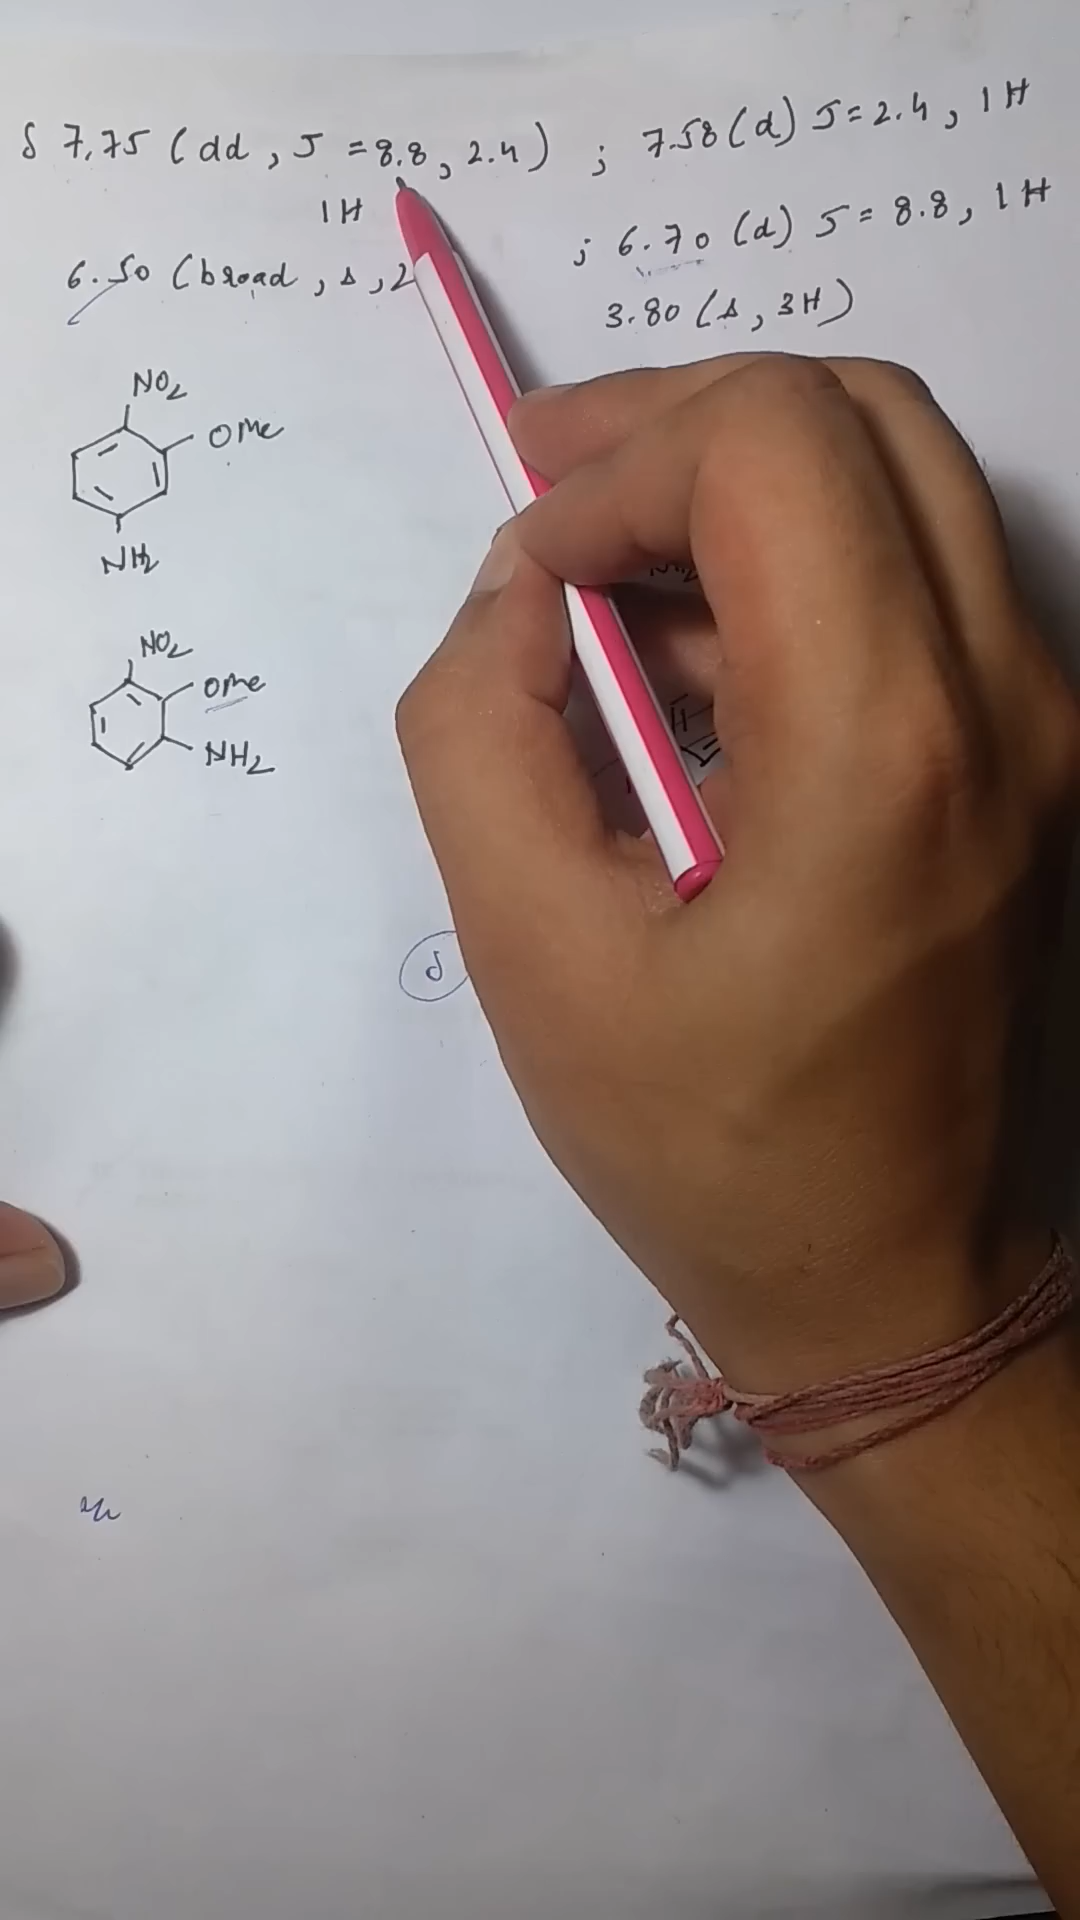 δ 7.75 (dd, J = 8.8, 2.4) ; 7.58 (d) J = 2.4, 1H
1H
; 6.70 (d) J = 8.8, 1H
6.50 (broad, s, 2
3.80 (s, 3H)
NO2
OMe
NH2
NO2
OMe
NH2
d